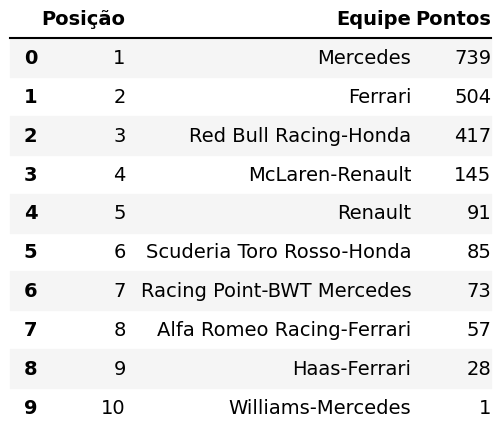 Posição Equipe Pontos
0 1 Mercedes 739
1 2 Ferrari 504
2 3 Red Bull Racing-Honda 417
3 4 McLaren-Renault 145
4 5 Renault 91
5 6 Scuderia Toro Rosso-Honda 85
6 7 Racing Point-BWT Mercedes 73
7 8 Alfa Romeo Racing-Ferrari 57
8 9 Haas-Ferrari 28
9 10 Williams-Mercedes 1